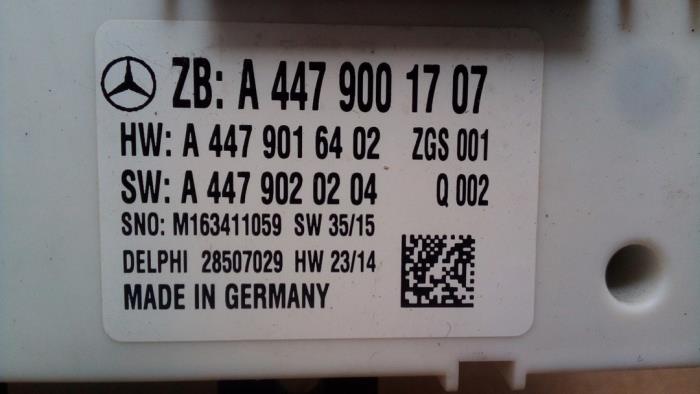 ZB: A 447 900 17 07
HW: A 447 901 64 02 ZGS 001
SW: A 447 902 02 04 Q 002
SNO: M163411059 SW 35/15
DELPHI 28507029 HW 23/14
MADE IN GERMANY